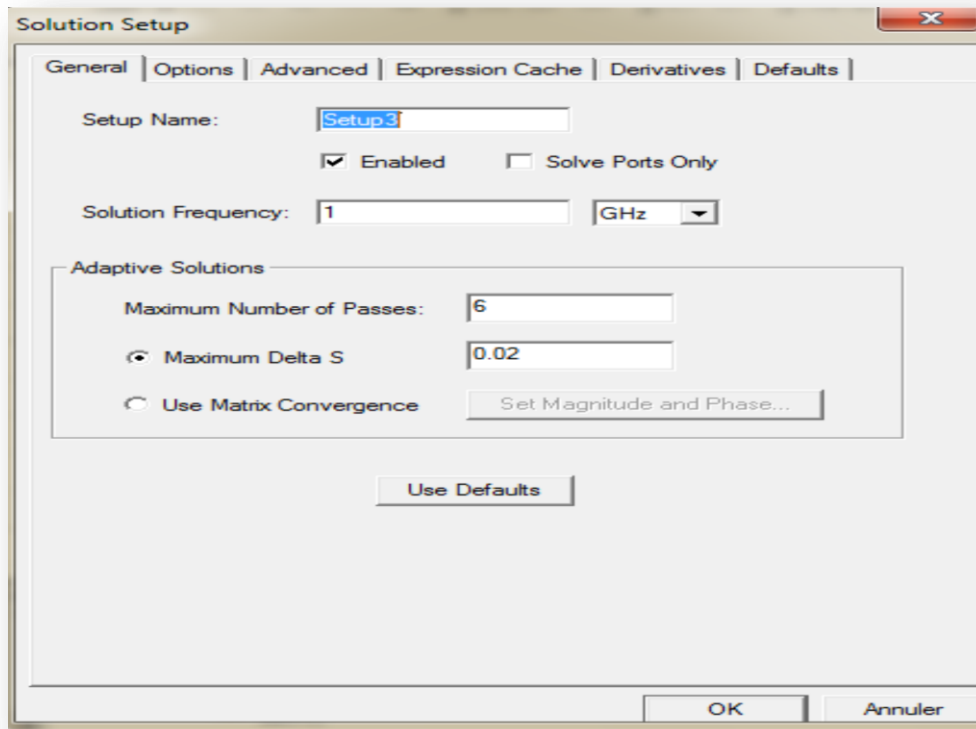 Solution Setup
General Options Advanced Expression Cache Derivatives Defaults
Setup Name: Setup3
Enabled Solve Ports Only
Solution Frequency: 1 GHz
Adaptive Solutions
Maximum Number of Passes: 6
Maximum Delta S 0.02
Use Matrix Convergence Set Magnitude and Phase...
Use Defaults
OK Annuler